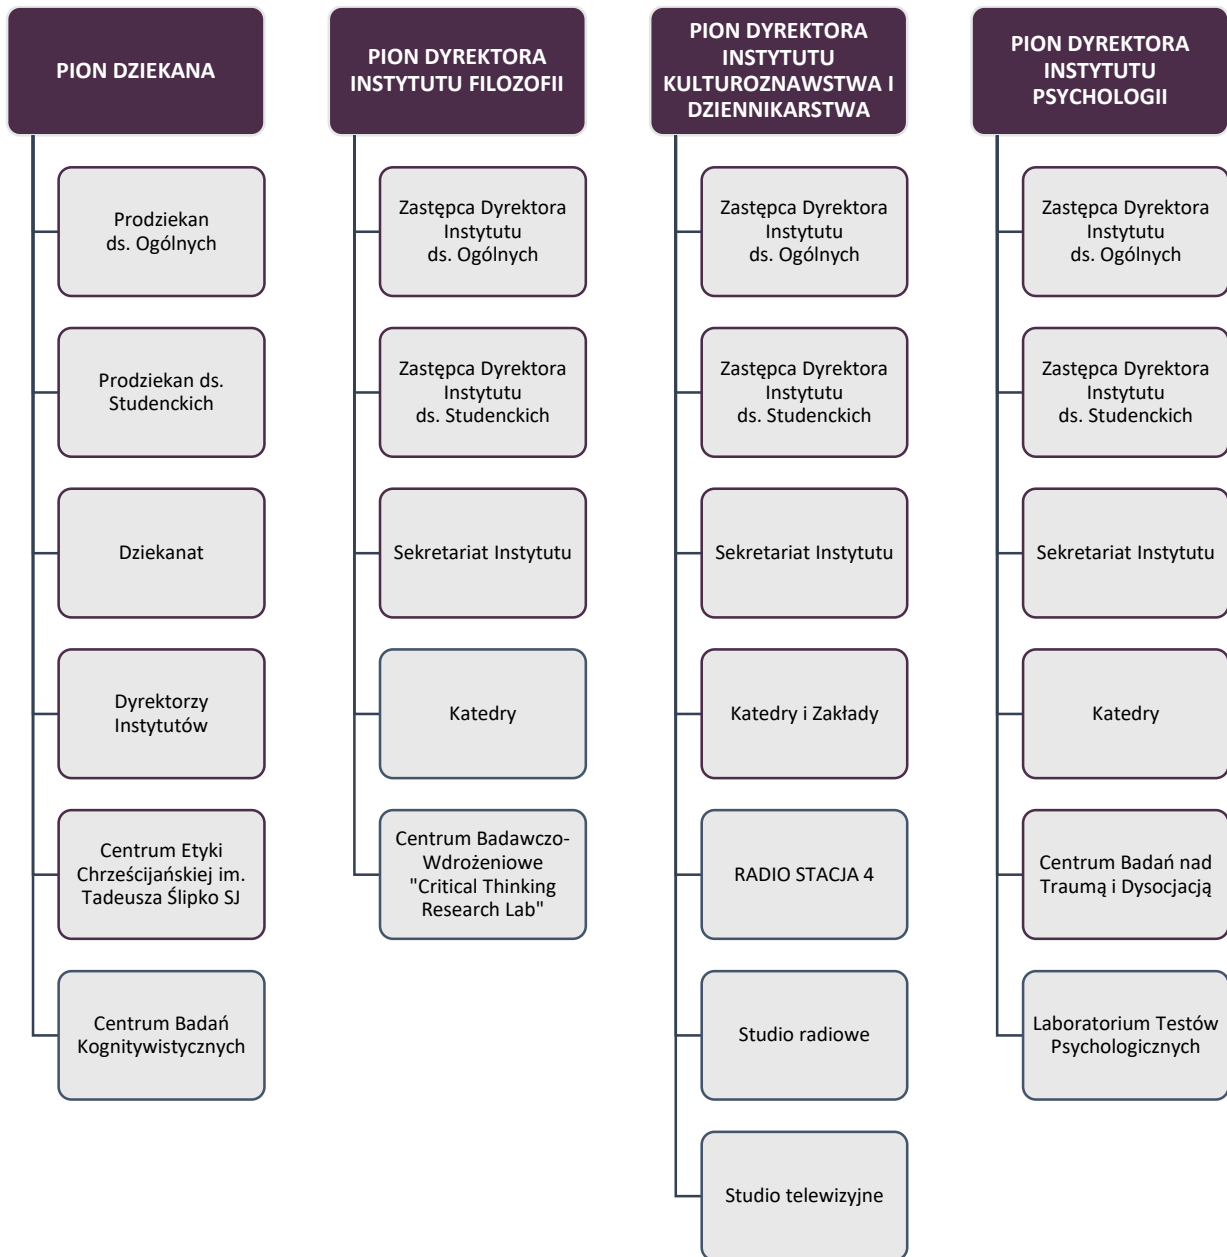 PION DZIEKANA
Prodziekan
ds. Ogólnych
Prodziekan ds.
Studenckich
Dziekanat
Dyrektorzy
Instytutów
Centrum Etyki
Chrześcijańskiej im.
Tadeusza Ślipko SJ
Centrum Badań
Kognitywistycznych
PION DYREKTORA
INSTYTUTU FILOZOFII
Zastępca Dyrektora
Instytutu
ds. Ogólnych
Zastępca Dyrektora
Instytutu
ds. Studenckich
Sekretariat Instytutu
Katedry
Centrum Badawczo-
Wdrożeniowe
"Critical Thinking
Research Lab"
PION DYREKTORA
INSTYTUTU
KULTUROZNAWSTWA I
DZIENNIKARSTWA
Zastępca Dyrektora
Instytutu
ds. Ogólnych
Zastępca Dyrektora
Instytutu
ds. Studenckich
Sekretariat Instytutu
Katedry i Zakłady
RADIO STACJA 4
Studio radiowe
Studio telewizyjne
PION DYREKTORA
INSTYTUTU
PSYCHOLOGII
Zastępca Dyrektora
Instytutu
ds. Ogólnych
Zastępca Dyrektora
Instytutu
ds. Studenckich
Sekretariat Instytutu
Katedry
Centrum Badań nad
Traumą i Dysocjacją
Laboratorium Testów
Psychologicznych